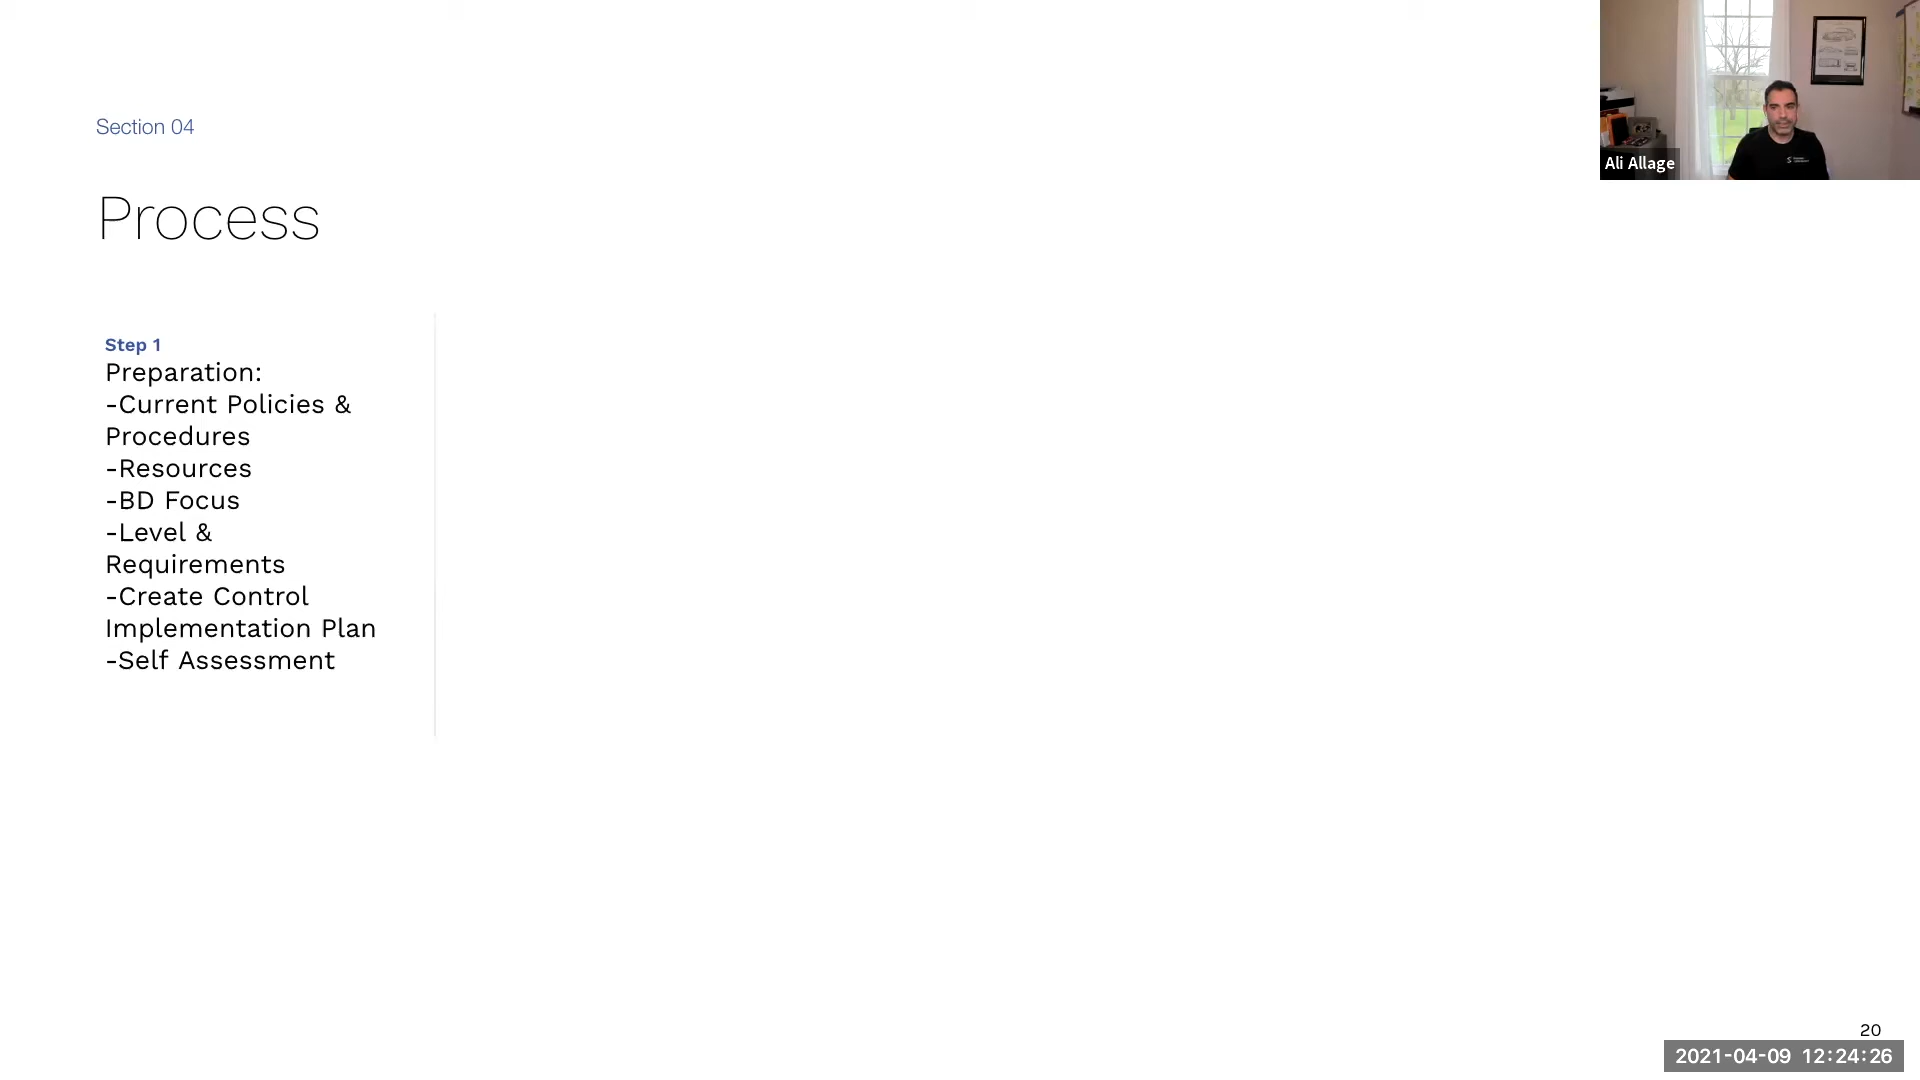 Section 04
Process
Step 1
Preparation:
-Current Policies &
Procedures
-Resources
-BD Focus
-Level &
Requirements
-Create Control
Implementation Plan
-Self Assessment
Ali Allage
20
2021-04-09 12:24:26